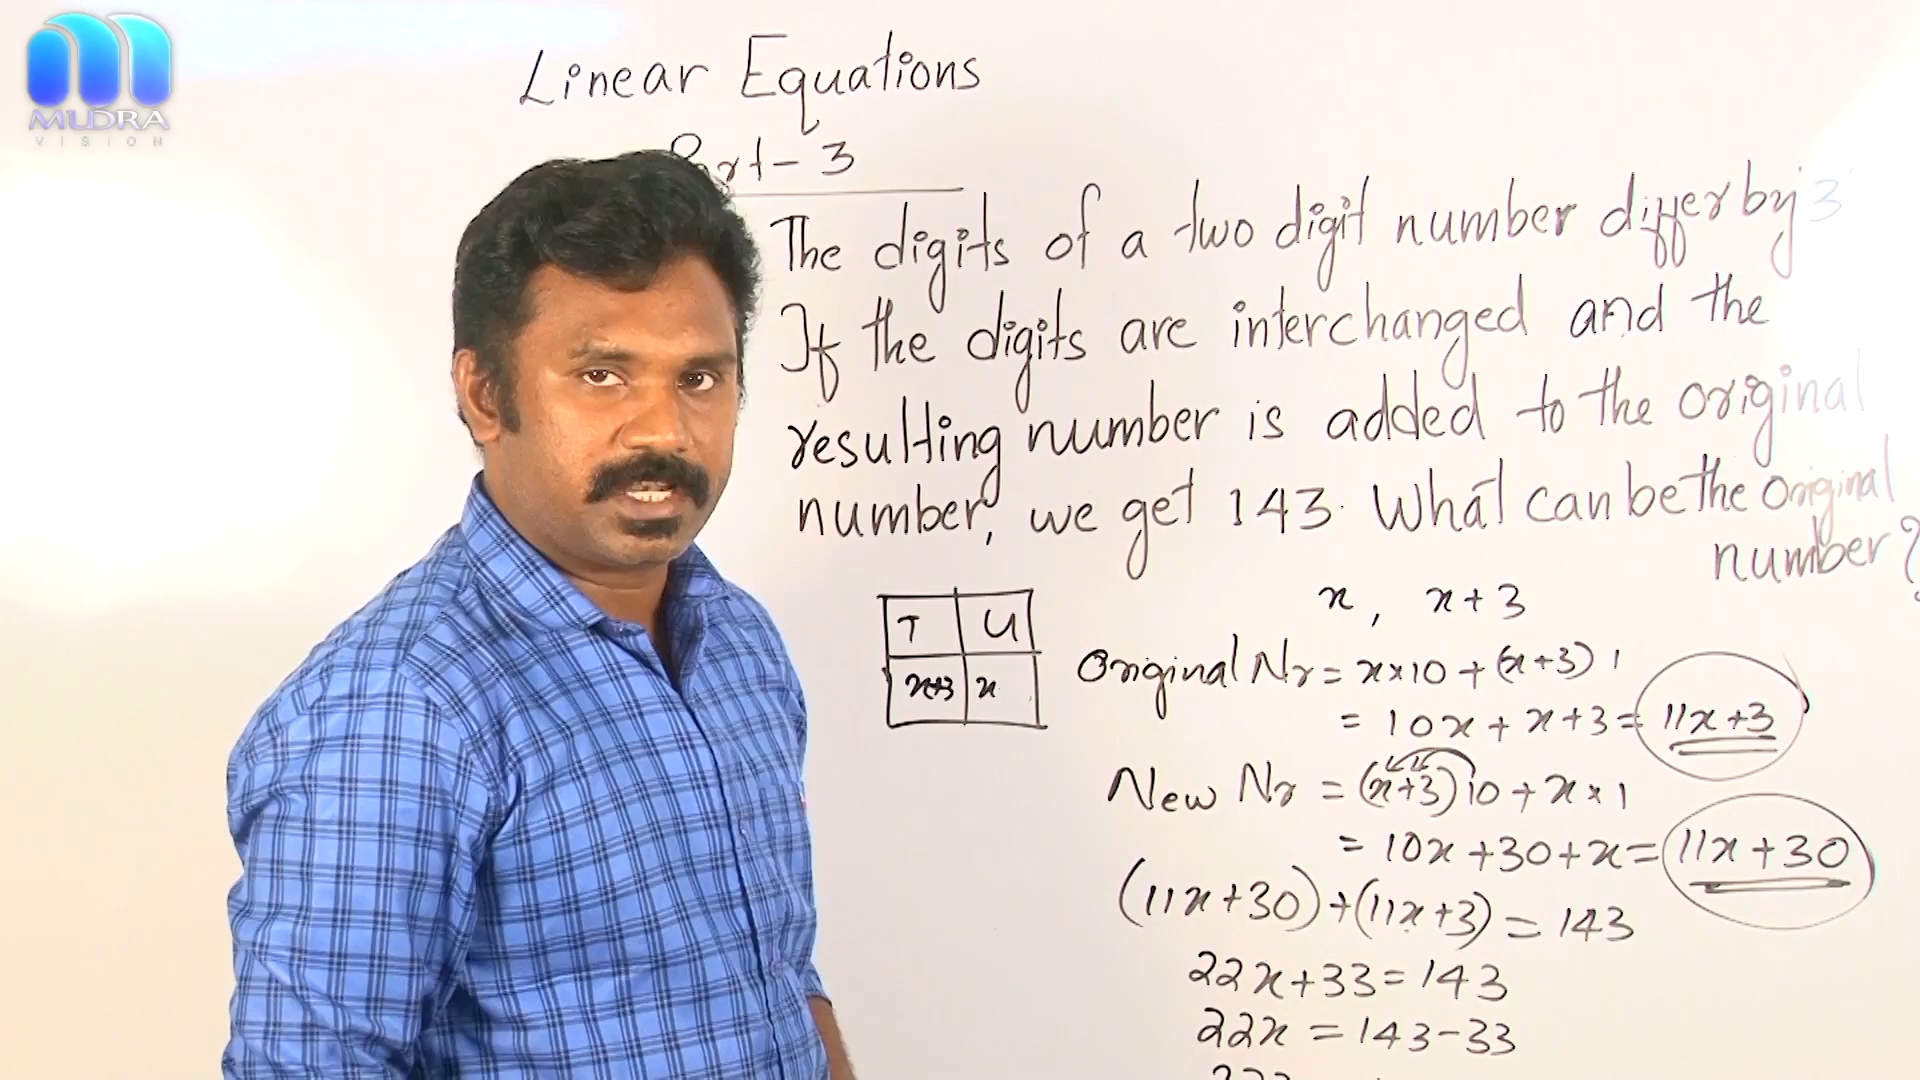 MUDRA
VISION
Linear Equations
Part-3
The digits of a two digit number differ by 3
If the digits are interchanged and the
resulting number is added to the original
number, we get 143. What can be the original
number?
x, x+3
T U
x+3 x
Original Nr = x×10 + (x+3) 1
= 10x + x+3 = 11x+3
New Nr = (x+3)10 + x×1
= 10x+30+x = 11x+30
(11x+30)+(11x+3) = 143
22x+33 = 143
22x = 143-33